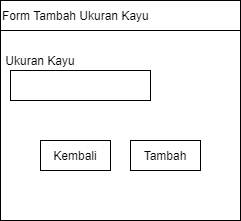 Form Tambah Ukuran Kayu
Ukuran Kayu
Kembali
Tambah